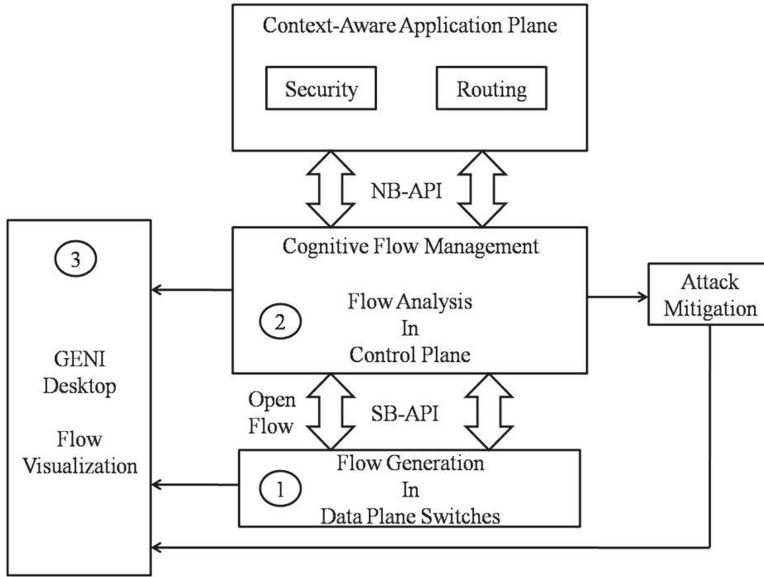 Context-Aware Application Plane
Security
Routing
NB-API
Cognitive Flow Management
2
Flow Analysis
In
Control Plane
Attack
Mitigation
3
GENI
Desktop
Flow
Visualization
Open
Flow
SB-API
1
Flow Generation
In
Data Plane Switches